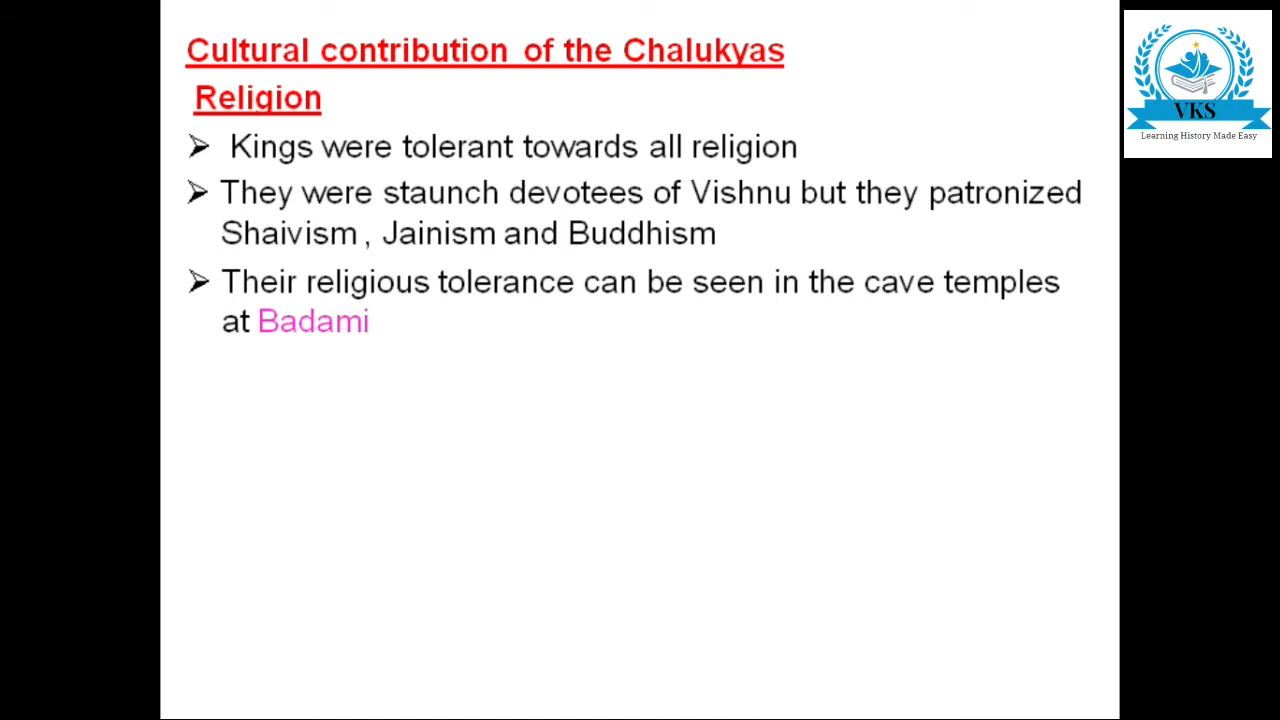 Cultural contribution of the Chalukyas
Religion
➢ Kings were tolerant towards all religion
➢ They were staunch devotees of Vishnu but they patronized
Shaivism , Jainism and Buddhism
➢ Their religious tolerance can be seen in the cave temples
at Badami
VKS
Learning History Made Easy